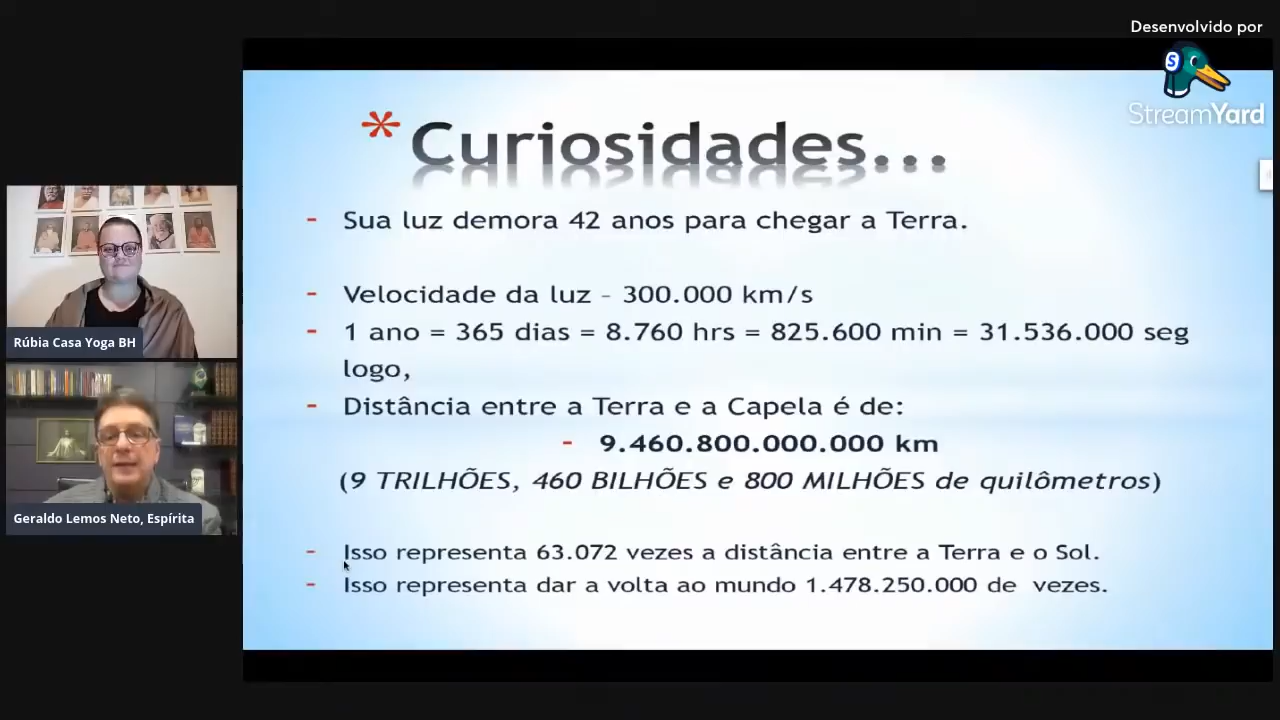 Desenvolvido por
StreamYard
* Curiosidades...
- Sua luz demora 42 anos para chegar a Terra.
- Velocidade da luz – 300.000 km/s
- 1 ano = 365 dias = 8.760 hrs = 825.600 min = 31.536.000 seg
logo,
- Distância entre a Terra e a Capela é de:
- 9.460.800.000.000 km
(9 TRILHÕES, 460 BILHÕES e 800 MILHÕES de quilômetros)
- Isso representa 63.072 vezes a distância entre a Terra e o Sol.
- Isso representa dar a volta ao mundo 1.478.250.000 de vezes.
Rúbia Casa Yoga BH
Geraldo Lemos Neto, Espírita